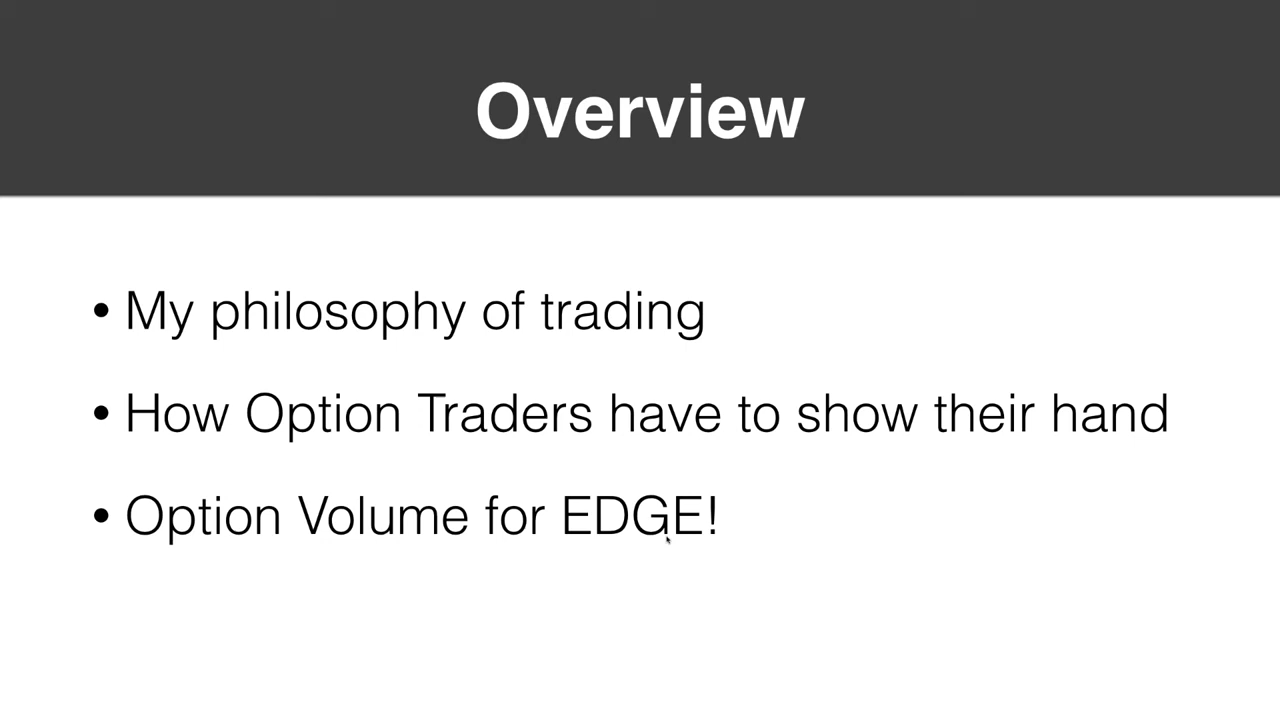 Overview
• My philosophy of trading
• How Option Traders have to show their hand
• Option Volume for EDGE!